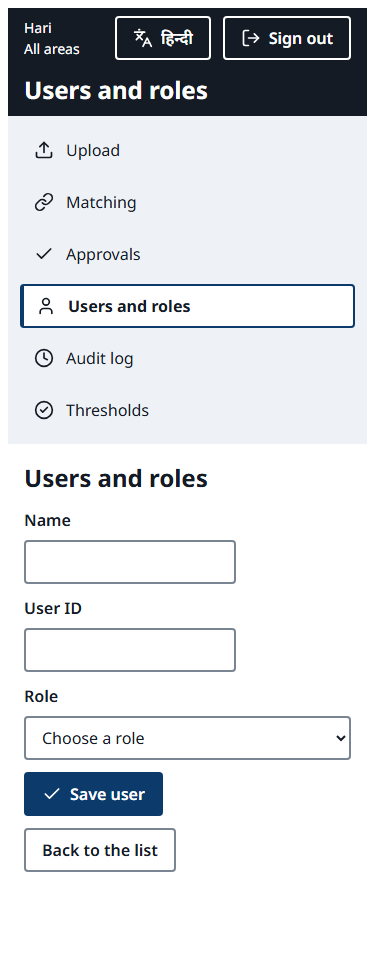 Hari
All areas
हिन्दी
Sign out
Users and roles
Upload
Matching
Approvals
Users and roles
Audit log
Thresholds
Users and roles
Name
User ID
Role
Choose a role
Save user
Back to the list